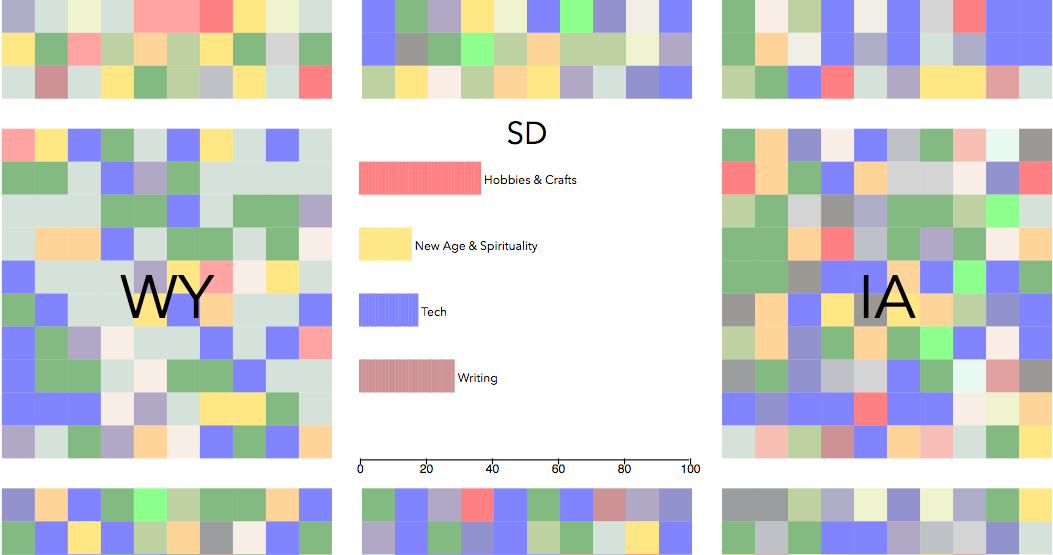 SD
Hobbies & Crafts
New Age & Spirituality
WY
IA
Tech
Writing
0 20 40 60 80 100